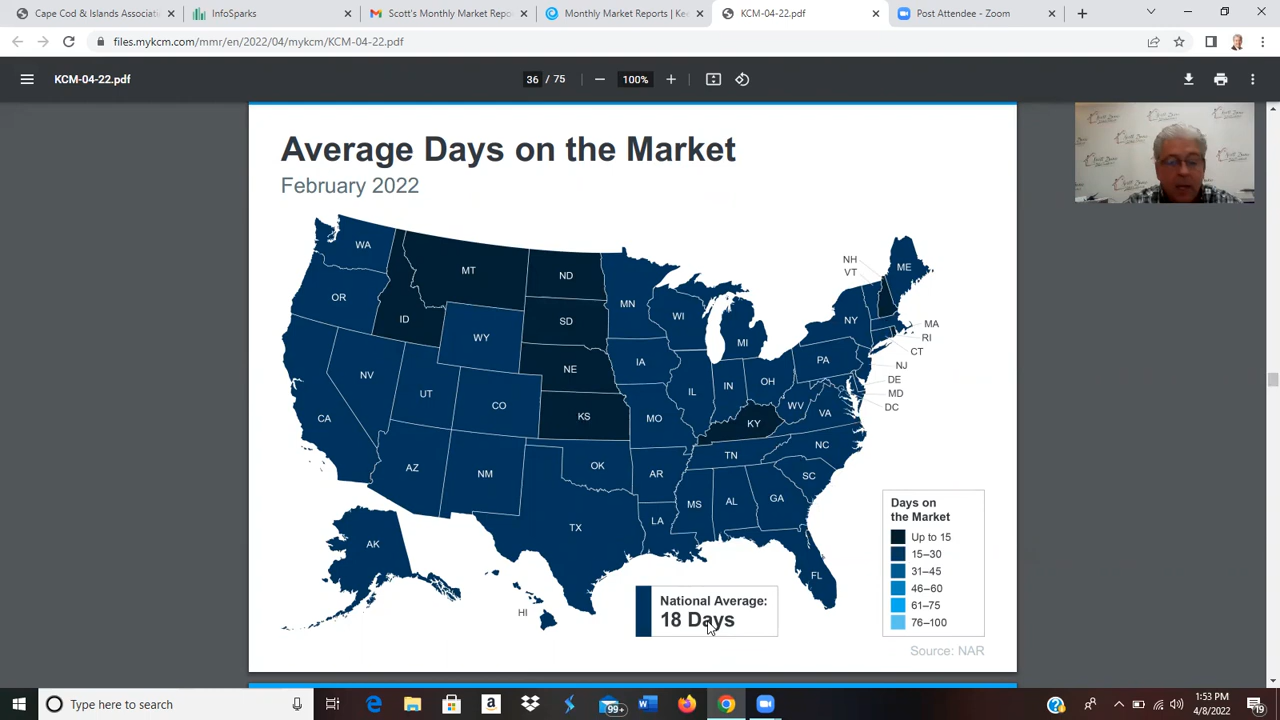 Cape Cod & Islands Associati
InfoSparks
Scott's Monthly Market Repor
Monthly Market Reports | Kee
KCM-04-22.pdf
Post Attendee - Zoom
files.mykcm.com/mmr/en/2022/04/mykcm/KCM-04-22.pdf
KCM-04-22.pdf
36 / 75
100%
Average Days on the Market
February 2022
WA
MT
ND
MN
OR
ID
SD
WI
WY
MI
NH
VT
ME
NY
MA
RI
CT
NJ
DE
MD
DC
NE
IA
PA
NV
UT
CO
KS
MO
IL
IN
OH
WV
VA
KY
CA
AZ
NM
OK
AR
TN
NC
SC
MS
AL
GA
TX
LA
FL
AK
HI
Days on
the Market
Up to 15
15–30
31–45
46–60
61–75
76–100
National Average:
18 Days
Source: NAR
Type here to search
99+
1:53 PM
4/8/2022
19